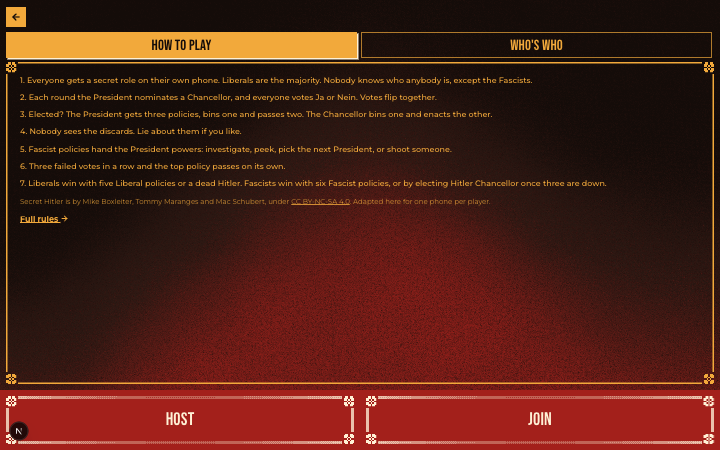 HOW TO PLAY
WHO'S WHO
1. Everyone gets a secret role on their own phone. Liberals are the majority. Nobody knows who anybody is, except the Fascists.
2. Each round the President nominates a Chancellor, and everyone votes Ja or Nein. Votes flip together.
3. Elected? The President gets three policies, bins one and passes two. The Chancellor bins one and enacts the other.
4. Nobody sees the discards. Lie about them if you like.
5. Fascist policies hand the President powers: investigate, peek, pick the next President, or shoot someone.
6. Three failed votes in a row and the top policy passes on its own.
7. Liberals win with five Liberal policies or a dead Hitler. Fascists win with six Fascist policies, or by electing Hitler Chancellor once three are down.
Secret Hitler is by Mike Boxleiter, Tommy Maranges and Mac Schubert, under CC BY-NC-SA 4.0. Adapted here for one phone per player.
Full rules →
HOST
JOIN
N